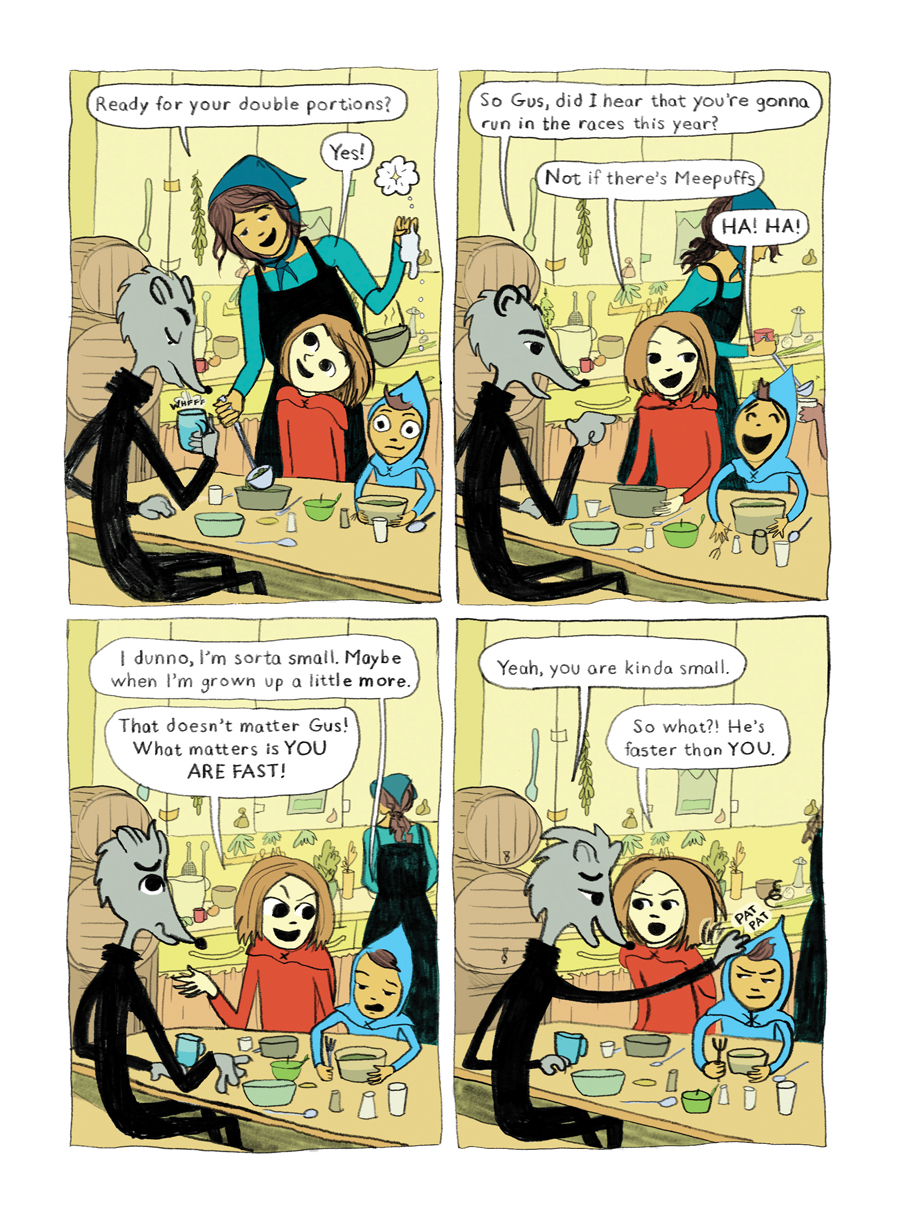 Ready for your double portions?
Yes!
WHFFF
So Gus, did I hear that you're gonna
run in the races this year?
Not if there's Meepuffs
HA! HA!
I dunno, I'm sorta small. Maybe
when I'm grown up a little more.
That doesn't matter Gus!
What matters is YOU
ARE FAST!
Yeah, you are kinda small.
So what?! He's
faster than YOU.
PAT
PAT